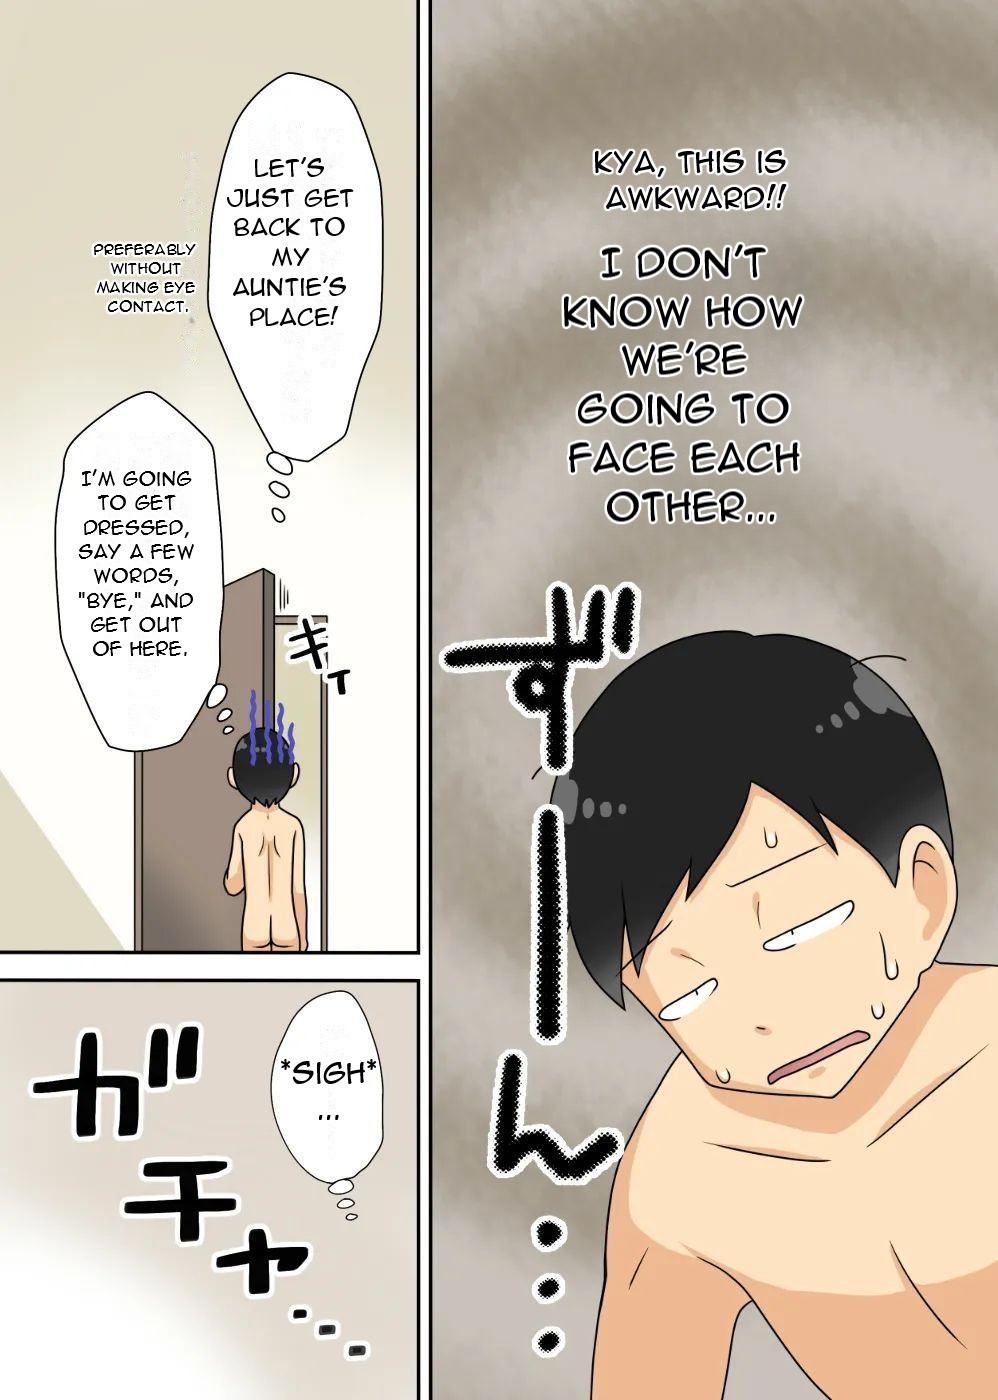 KYA, THIS IS
AWKWARD!!
I DON'T
KNOW HOW
WE'RE
GOING TO
FACE EACH
OTHER...
ず
ー
ん
...
LET'S
JUST GET
BACK TO
MY
AUNTIE'S
PLACE!
PREFERABLY
WITHOUT
MAKING EYE
CONTACT.
I'M GOING
TO GET
DRESSED,
SAY A FEW
WORDS,
"BYE," AND
GET OUT
OF HERE.
キィ
*SIGH*
...
ガ
チ
ャ
...